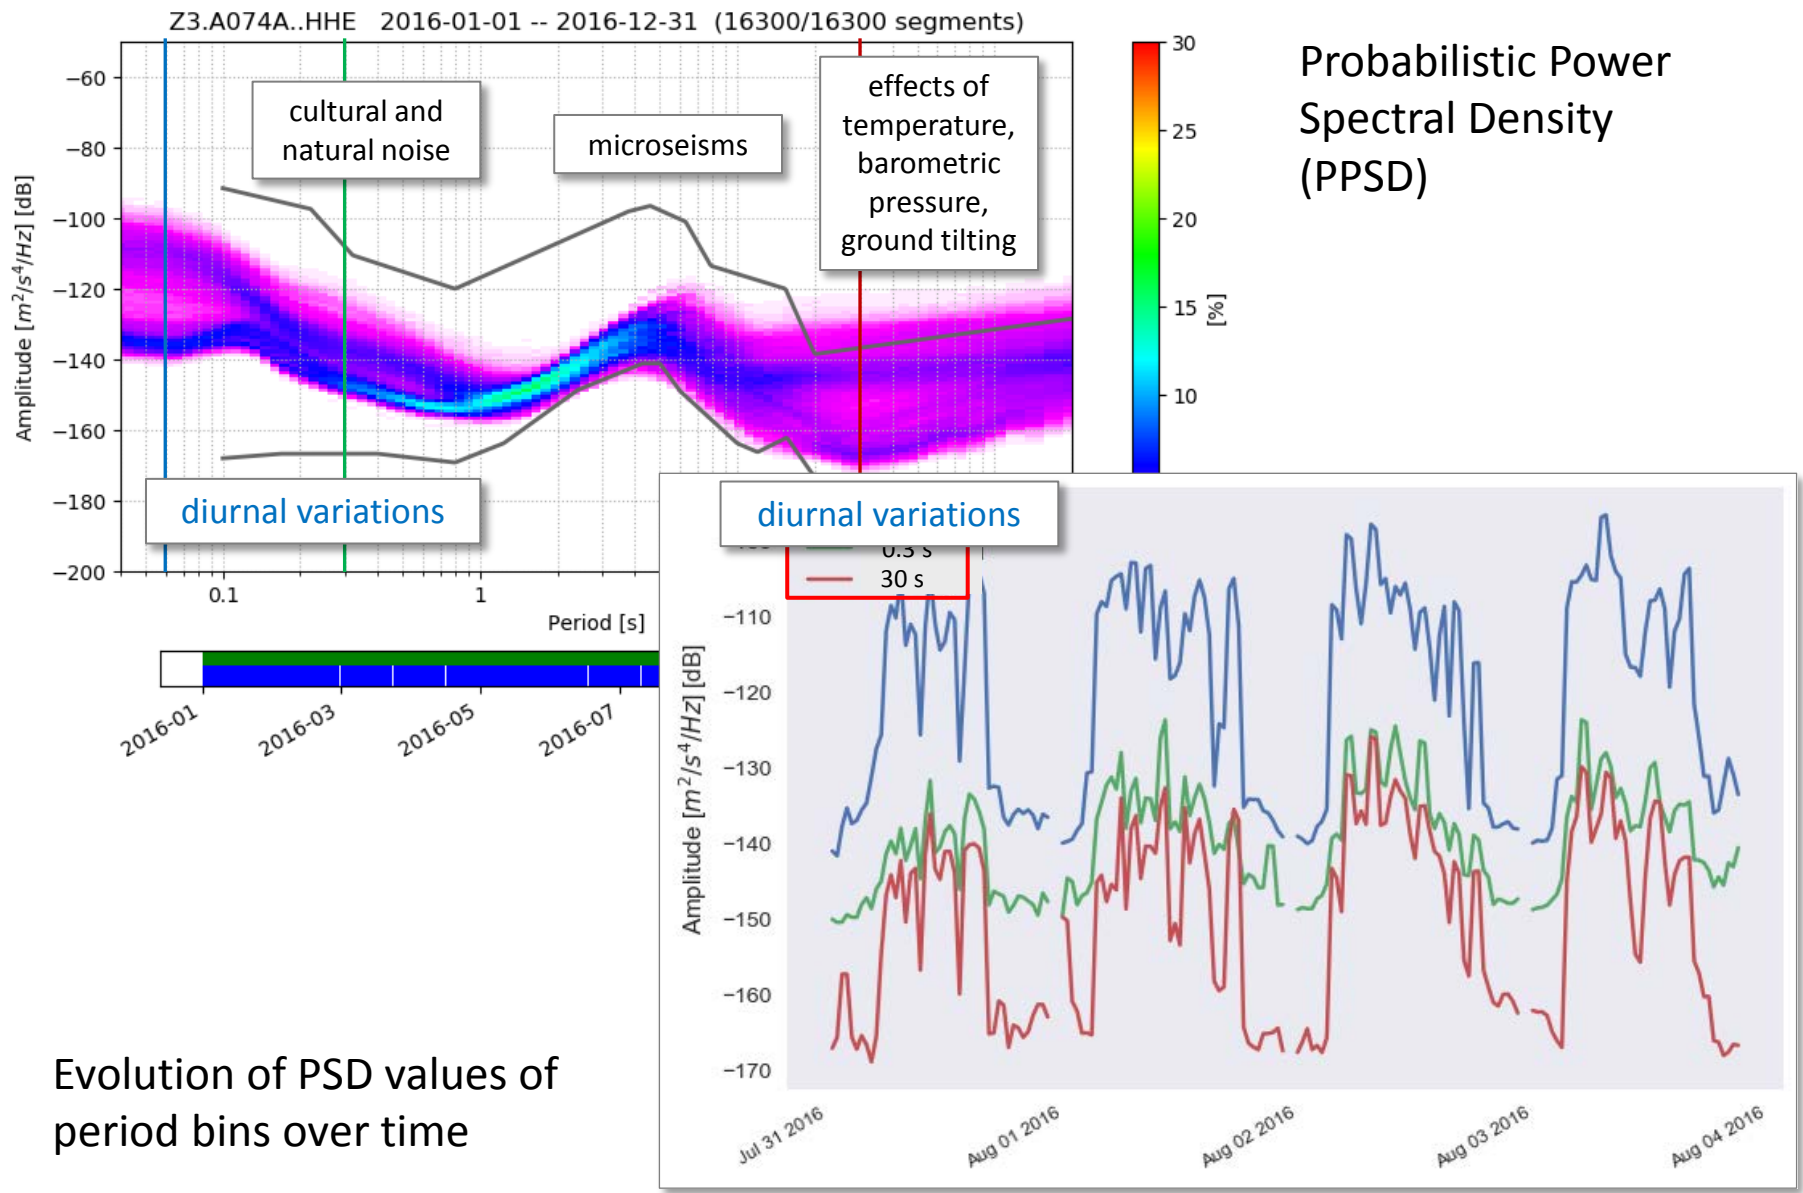 Z3.A074A..HHE 2016-01-01 -- 2016-12-31 (16300/16300 segments)
Probabilistic Power
Spectral Density
(PPSD)
Amplitude [m²/s⁴/Hz] [dB]
−60
−80
−100
−120
−140
−160
−180
−200
cultural and
natural noise
microseisms
effects of
temperature,
barometric
pressure,
ground tilting
30
25
20
15
10
[%]
diurnal variations
0.1
1
Period [s]
2016-01
2016-03
2016-05
2016-07
diurnal variations
0.3 s
30 s
Amplitude [m²/s⁴/Hz] [dB]
−110
−120
−130
−140
−150
−160
−170
Jul 31 2016
Aug 01 2016
Aug 02 2016
Aug 03 2016
Aug 04 2016
Evolution of PSD values of
period bins over time